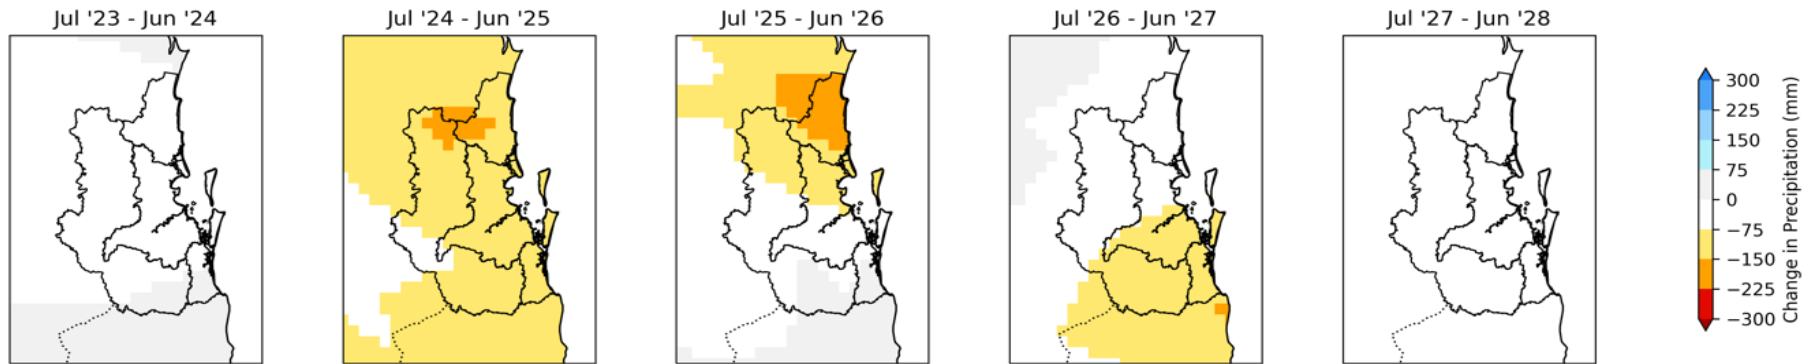 Jul '23 - Jun '24
Jul '24 - Jun '25
Jul '25 - Jun '26
Jul '26 - Jun '27
Jul '27 - Jun '28
300
225
150
75
0
−75
−150
−225
−300
Change in Precipitation (mm)